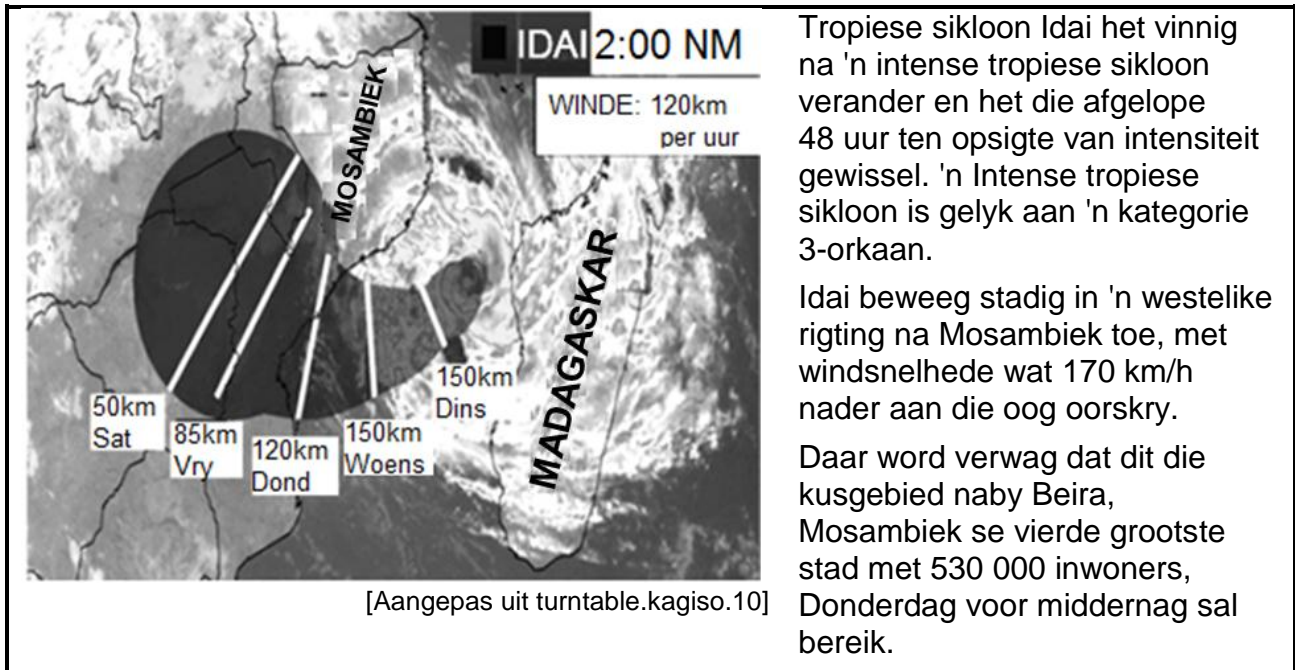 IDAI 2:00 NM
WINDE: 120km
per uur
MOSAMBIEK
MADAGASKAR
50km
Sat
85km
Vry
120km
Dond
150km
Woens
150km
Dins
[Aangepas uit turntable.kagiso.10]
Tropiese sikloon Idai het vinnig
na 'n intense tropiese sikloon
verander en het die afgelope
48 uur ten opsigte van intensiteit
gewissel. 'n Intense tropiese
sikloon is gelyk aan 'n kategorie
3-orkaan.
Idai beweeg stadig in 'n westelike
rigting na Mosambiek toe, met
windsnelhede wat 170 km/h
nader aan die oog oorskry.
Daar word verwag dat dit die
kusgebied naby Beira,
Mosambiek se vierde grootste
stad met 530 000 inwoners,
Donderdag voor middernag sal
bereik.